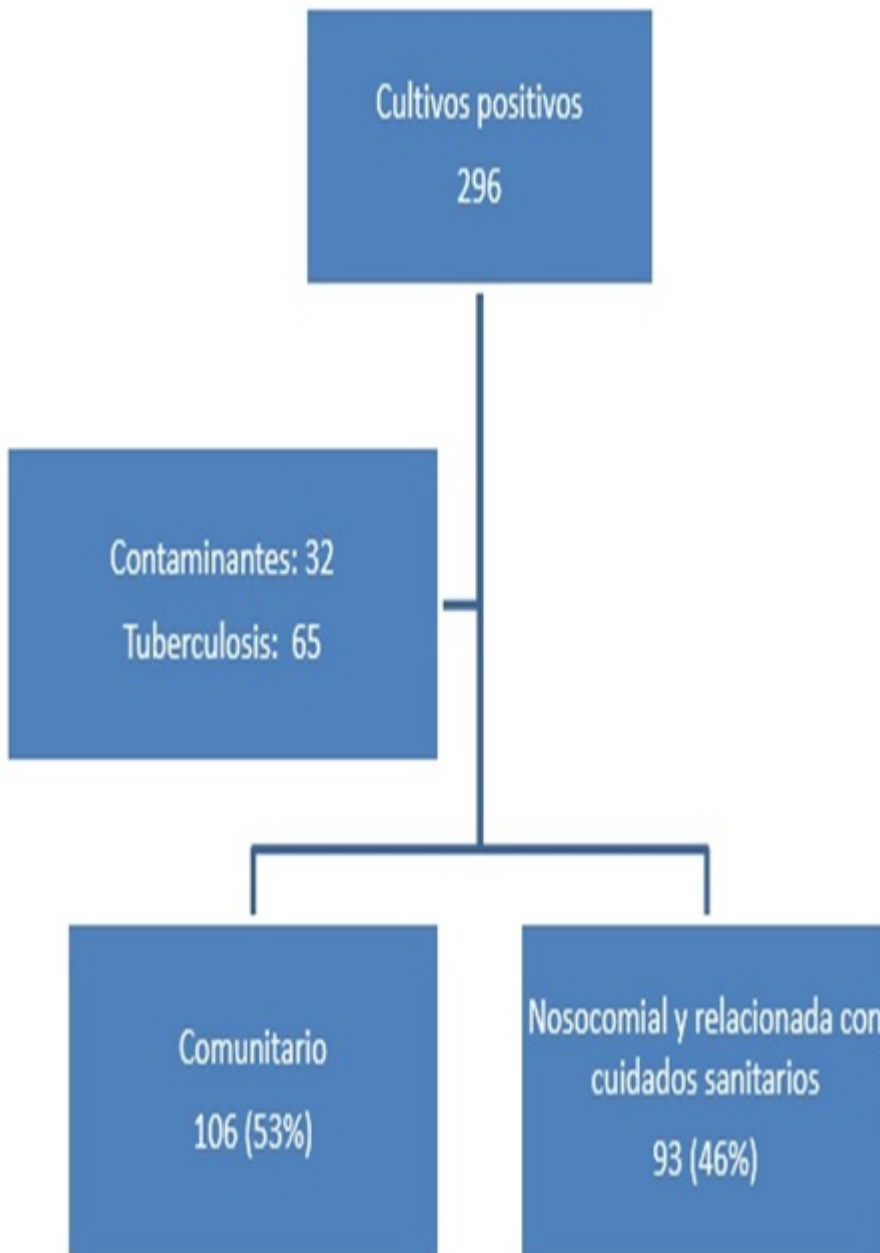 Cultivos positivos
296
Contaminantes: 32
Tuberculosis: 65
Comunitario
106 (53%)
Nosocomial y relacionada con
cuidados sanitarios
93 (46%)